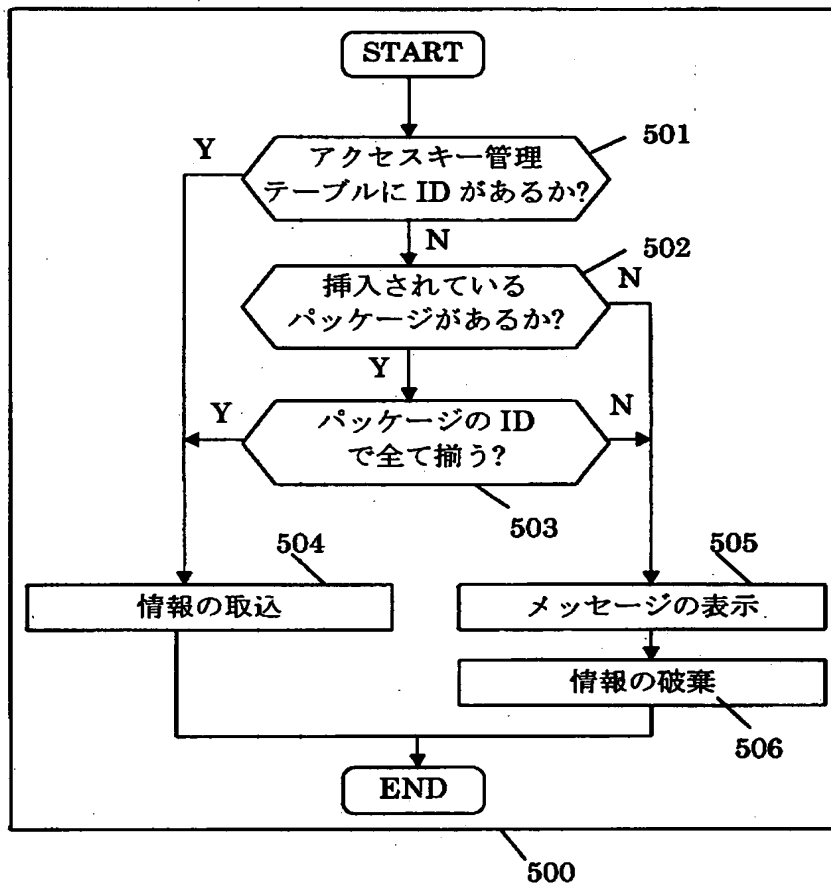 START
Y
アクセスキー管理
テーブルに ID があるか?
501
N
挿入されている
パッケージがあるか?
502
N
Y
Y
パッケージの ID
で全て揃う?
N
503
504
情報の取込
505
メッセージの表示
情報の破棄
506
END
500